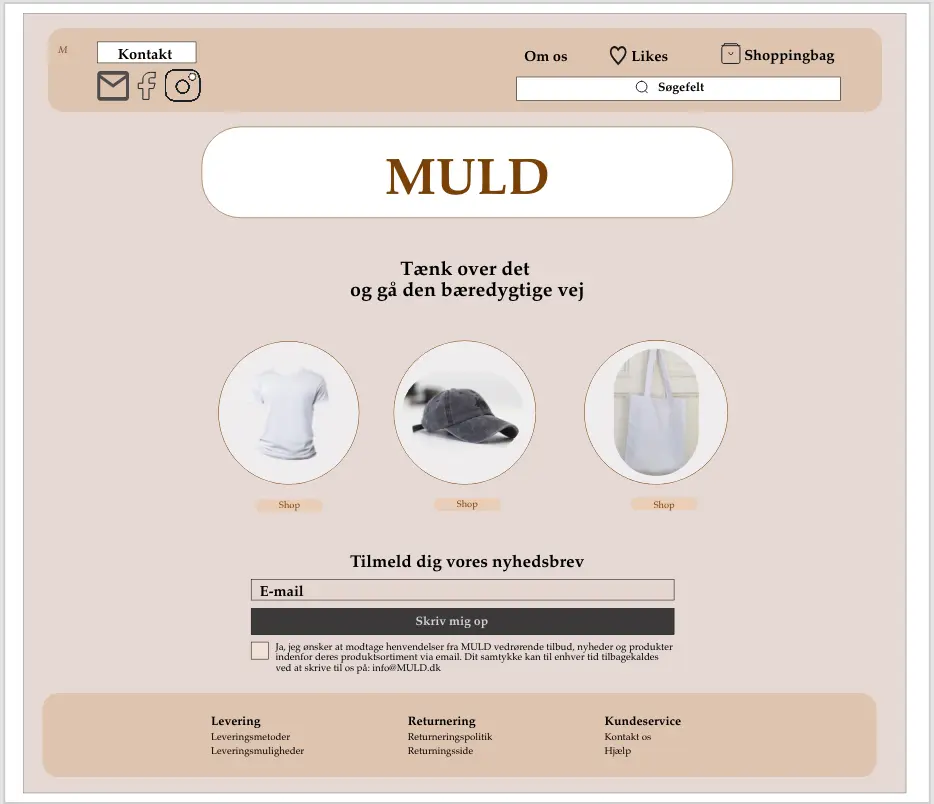 M
Kontakt
Om os
Likes
Shoppingbag
Søgefelt
MULD
Tænk over det
og gå den bæredygtige vej
Shop
Shop
Shop
Tilmeld dig vores nyhedsbrev
E-mail
Skriv mig op
Ja, jeg ønsker at modtage henvendelser fra MULD vedrørende tilbud, nyheder og produkter
indenfor deres produktsortiment via email. Dit samtykke kan til enhver tid tilbagekaldes
ved at skrive til os på: info@MULD.dk
Levering
Leveringsmetoder
Leveringsmuligheder
Returnering
Returneringspolitik
Returningsside
Kundeservice
Kontakt os
Hjælp